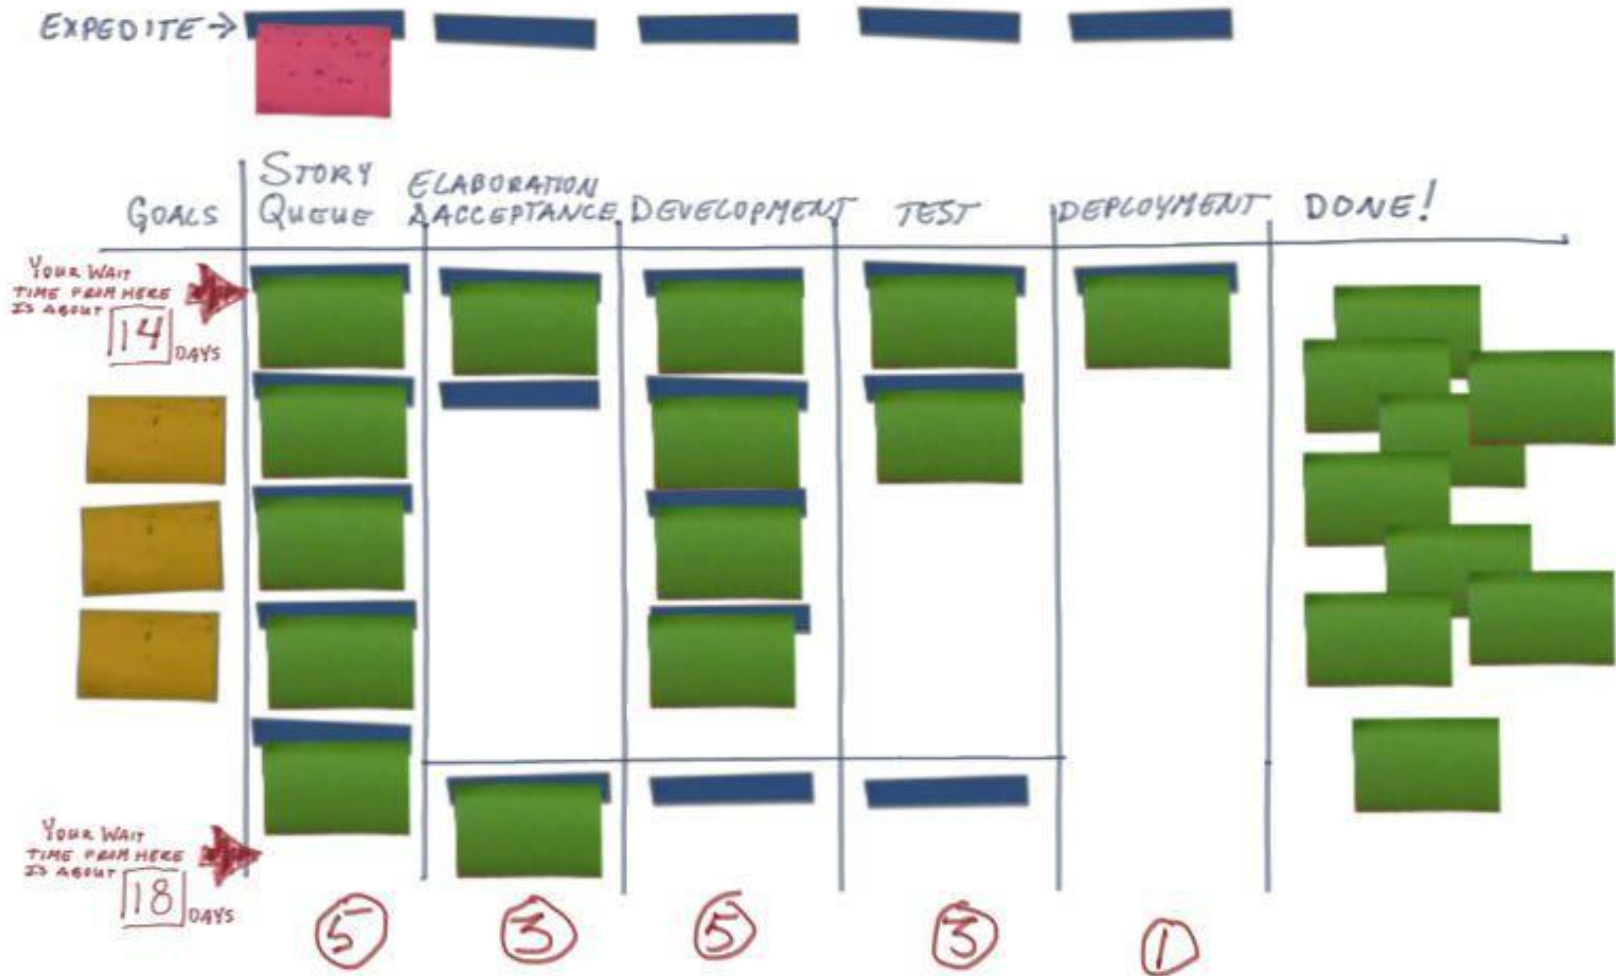 EXPEDITE →
GOALS
STORY
QUEUE
ELABORATION
& ACCEPTANCE
DEVELOPMENT
TEST
DEPLOYMENT
DONE!
YOUR WAIT
TIME FROM HERE
IS ABOUT
14
DAYS
YOUR WAIT
TIME FROM HERE
IS ABOUT
18
DAYS
5
3
5
3
1